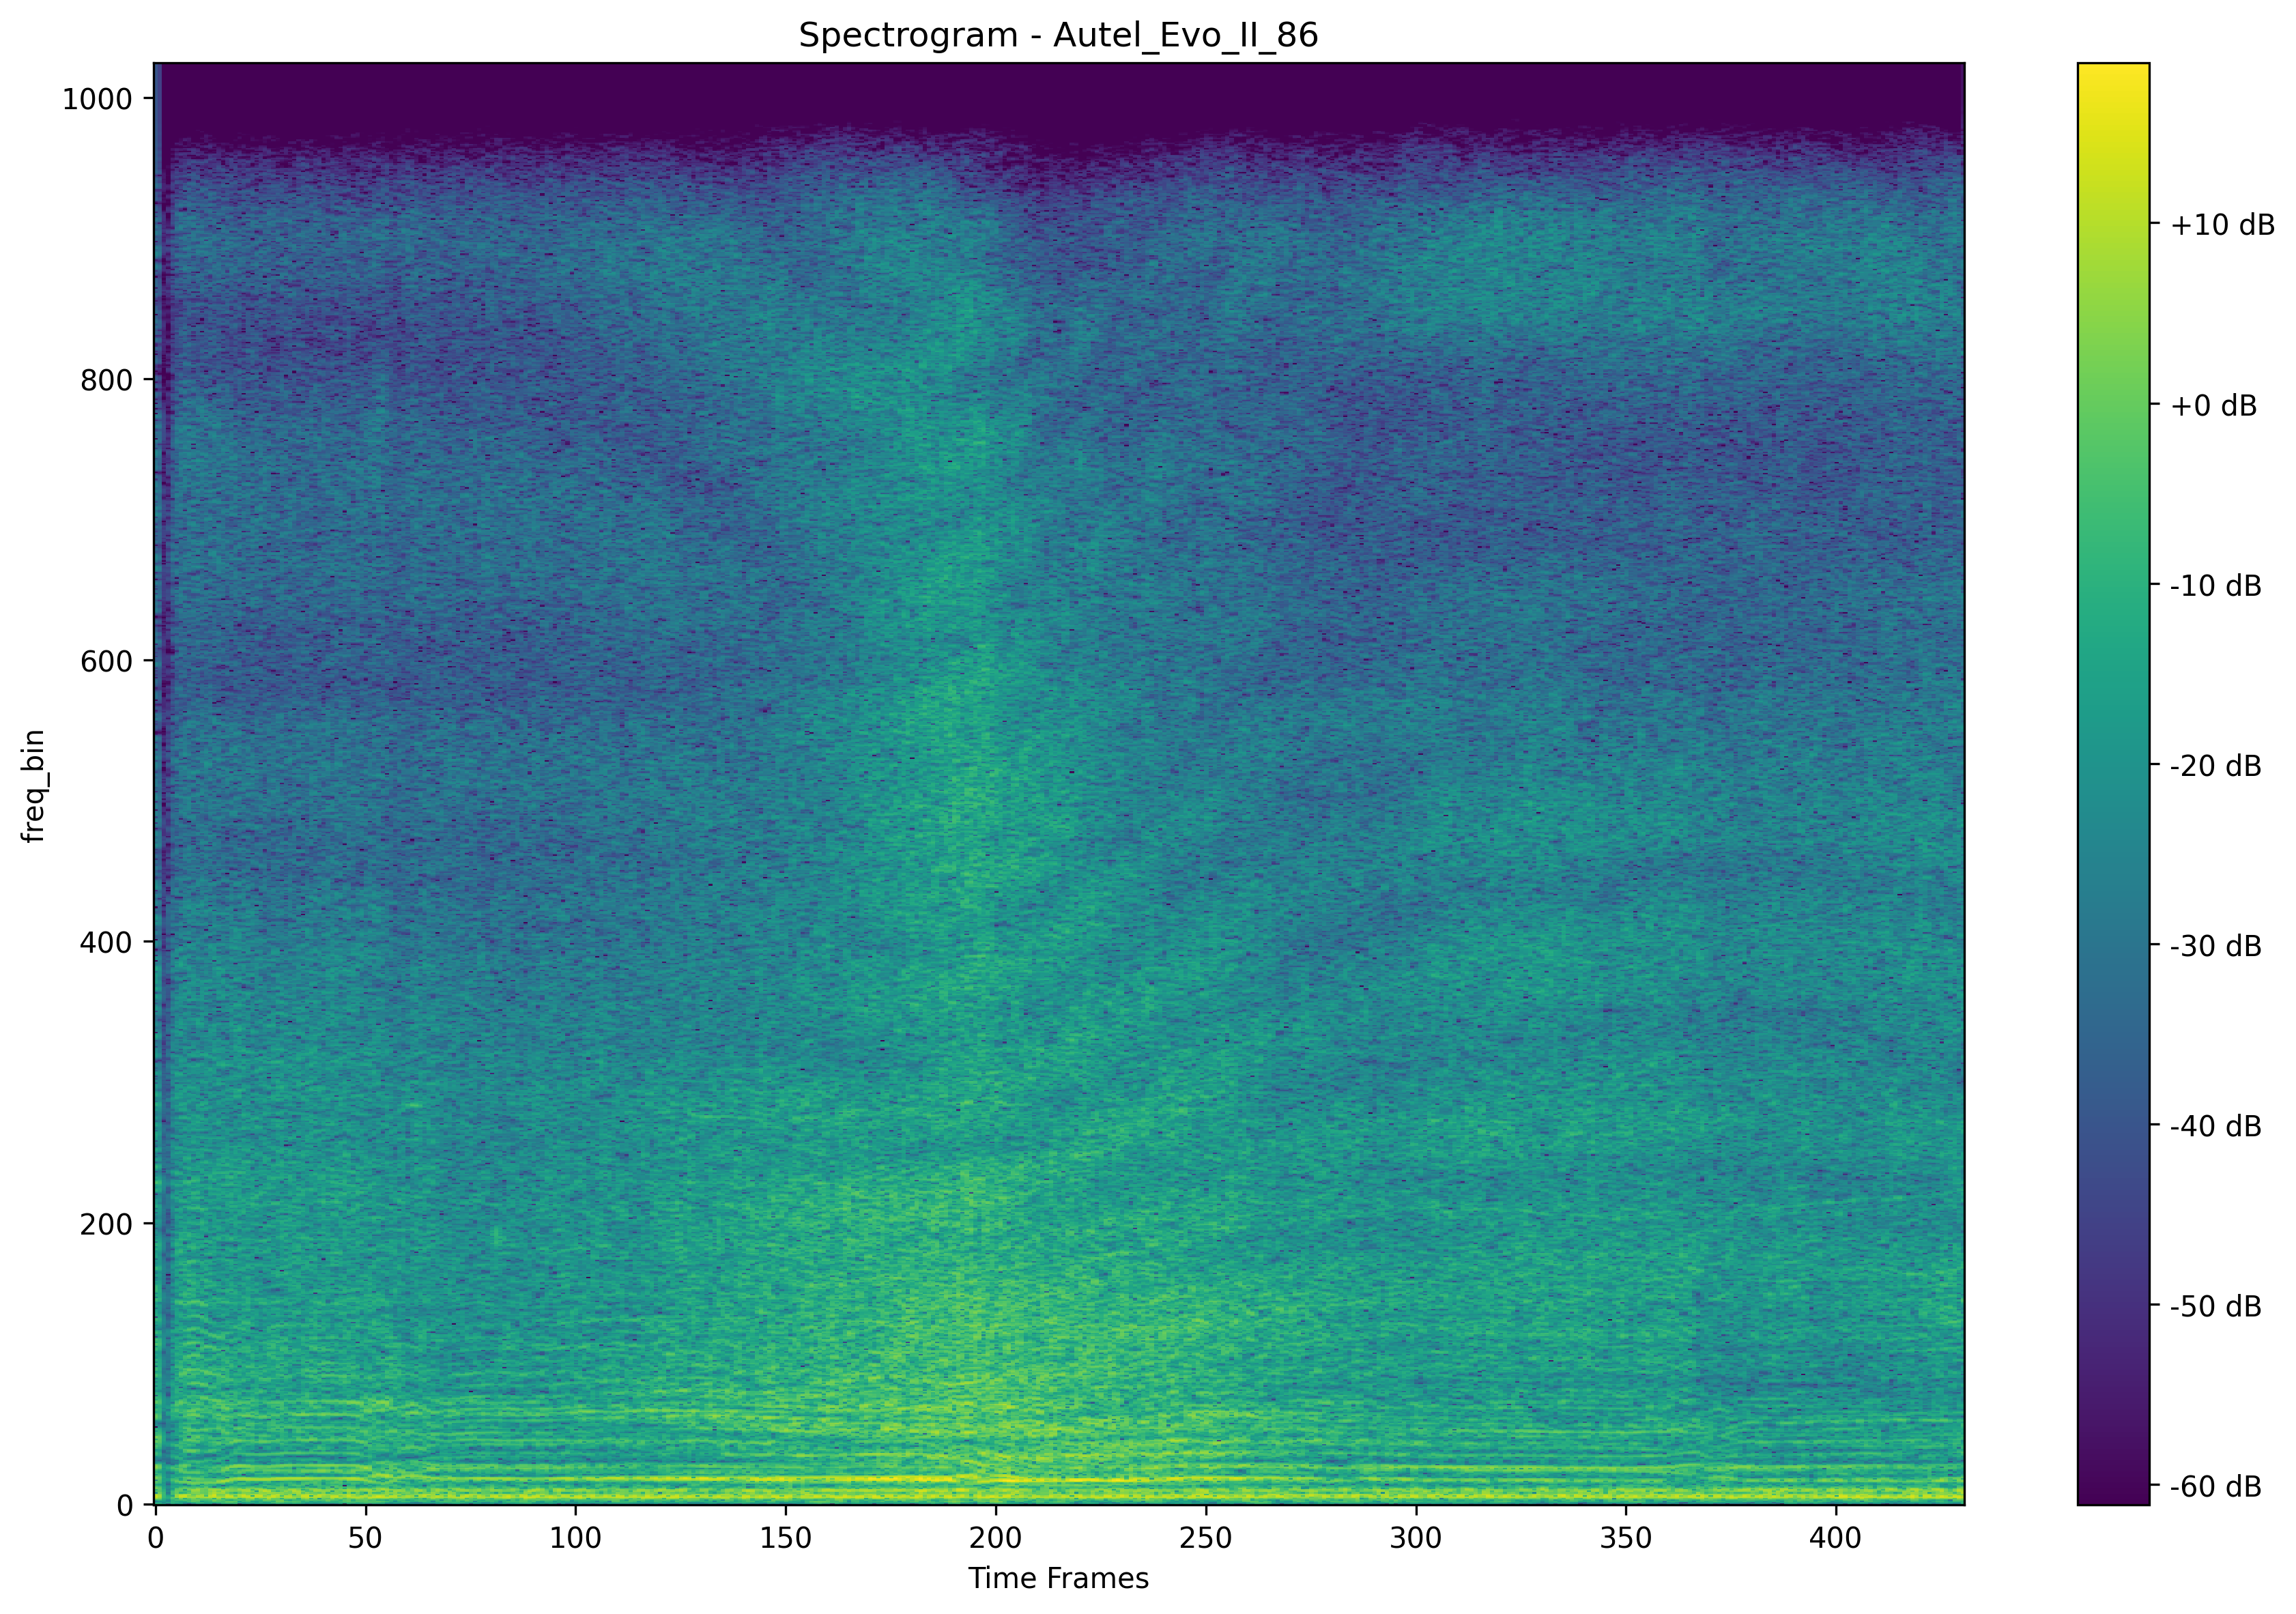 Spectrogram - Autel_Evo_II_86
1000
800
600
400
200
0
freq_bin
0 50 100 150 200 250 300 350 400
Time Frames
+10 dB
+0 dB
-10 dB
-20 dB
-30 dB
-40 dB
-50 dB
-60 dB